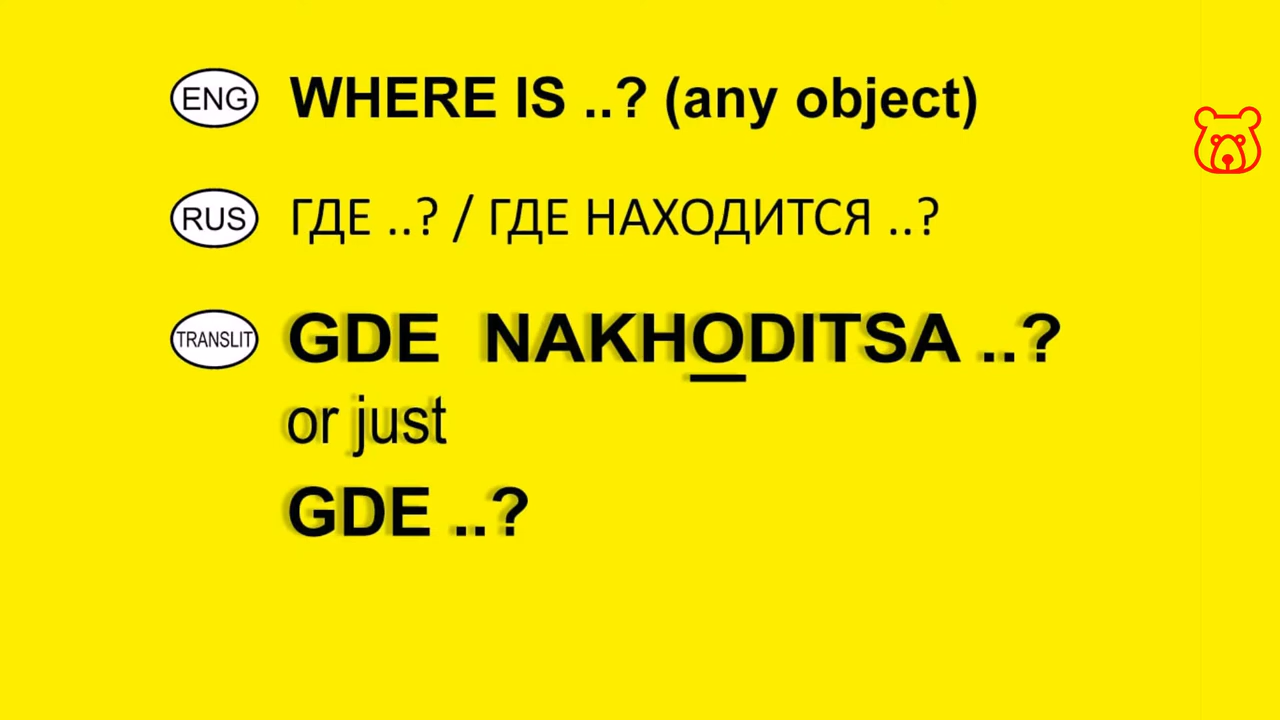 ENG WHERE IS ..? (any object)
RUS ГДЕ ..? / ГДЕ НАХОДИТСЯ ..?
TRANSLIT GDE NAKHODITSA ..?
or just
GDE ..?